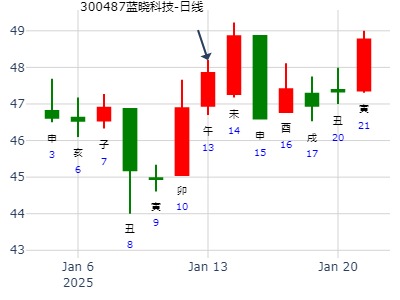 300487蓝晓科技-日线
49
48
47
46
45
44
43
申
3
亥
6
子
7
丑
8
寅
9
卯
10
午
13
未
14
申
15
酉
16
戌
17
丑
20
寅
21
Jan 6
2025
Jan 13
Jan 20